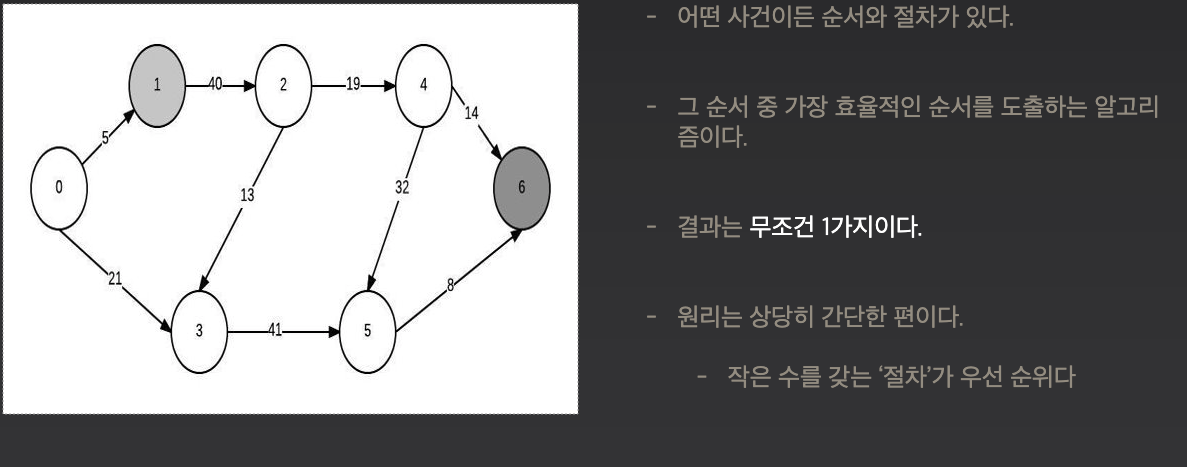 1
40
2
19
4
14
5
0
13
32
6
21
8
3
41
5
- 어떤 사건이든 순서와 절차가 있다.
- 그 순서 중 가장 효율적인 순서를 도출하는 알고리
즘이다.
- 결과는 무조건 1가지이다.
- 원리는 상당히 간단한 편이다.
- 작은 수를 갖는 ‘절차’가 우선 순위다